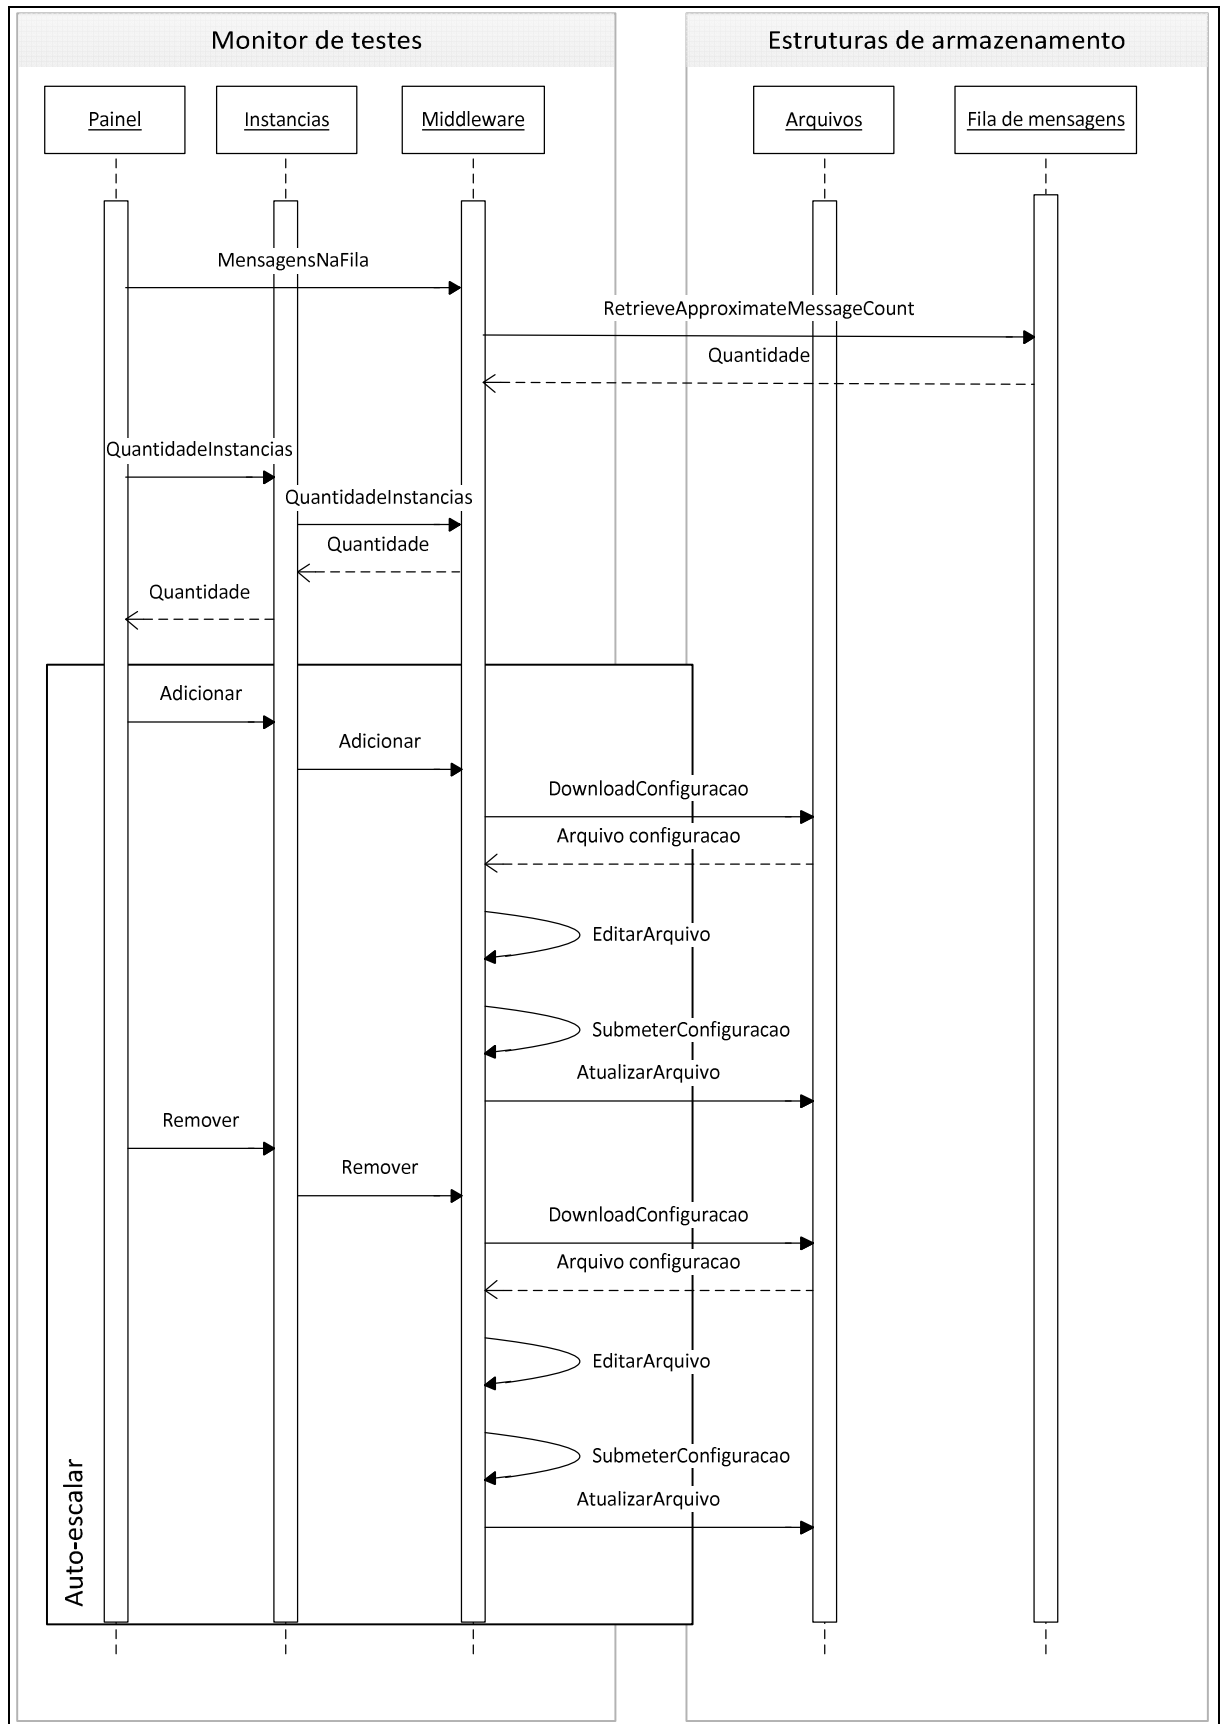 Monitor de testes
Estruturas de armazenamento
Painel
Instancias
Middleware
Arquivos
Fila de mensagens
MensagensNaFila
RetrieveApproximateMessageCount
Quantidade
QuantidadeInstancias
QuantidadeInstancias
Quantidade
Quantidade
Adicionar
Adicionar
DownloadConfiguracao
Arquivo configuracao
EditarArquivo
SubmeterConfiguracao
AtualizarArquivo
Remover
Remover
DownloadConfiguracao
Arquivo configuracao
EditarArquivo
SubmeterConfiguracao
AtualizarArquivo
Auto-escalar